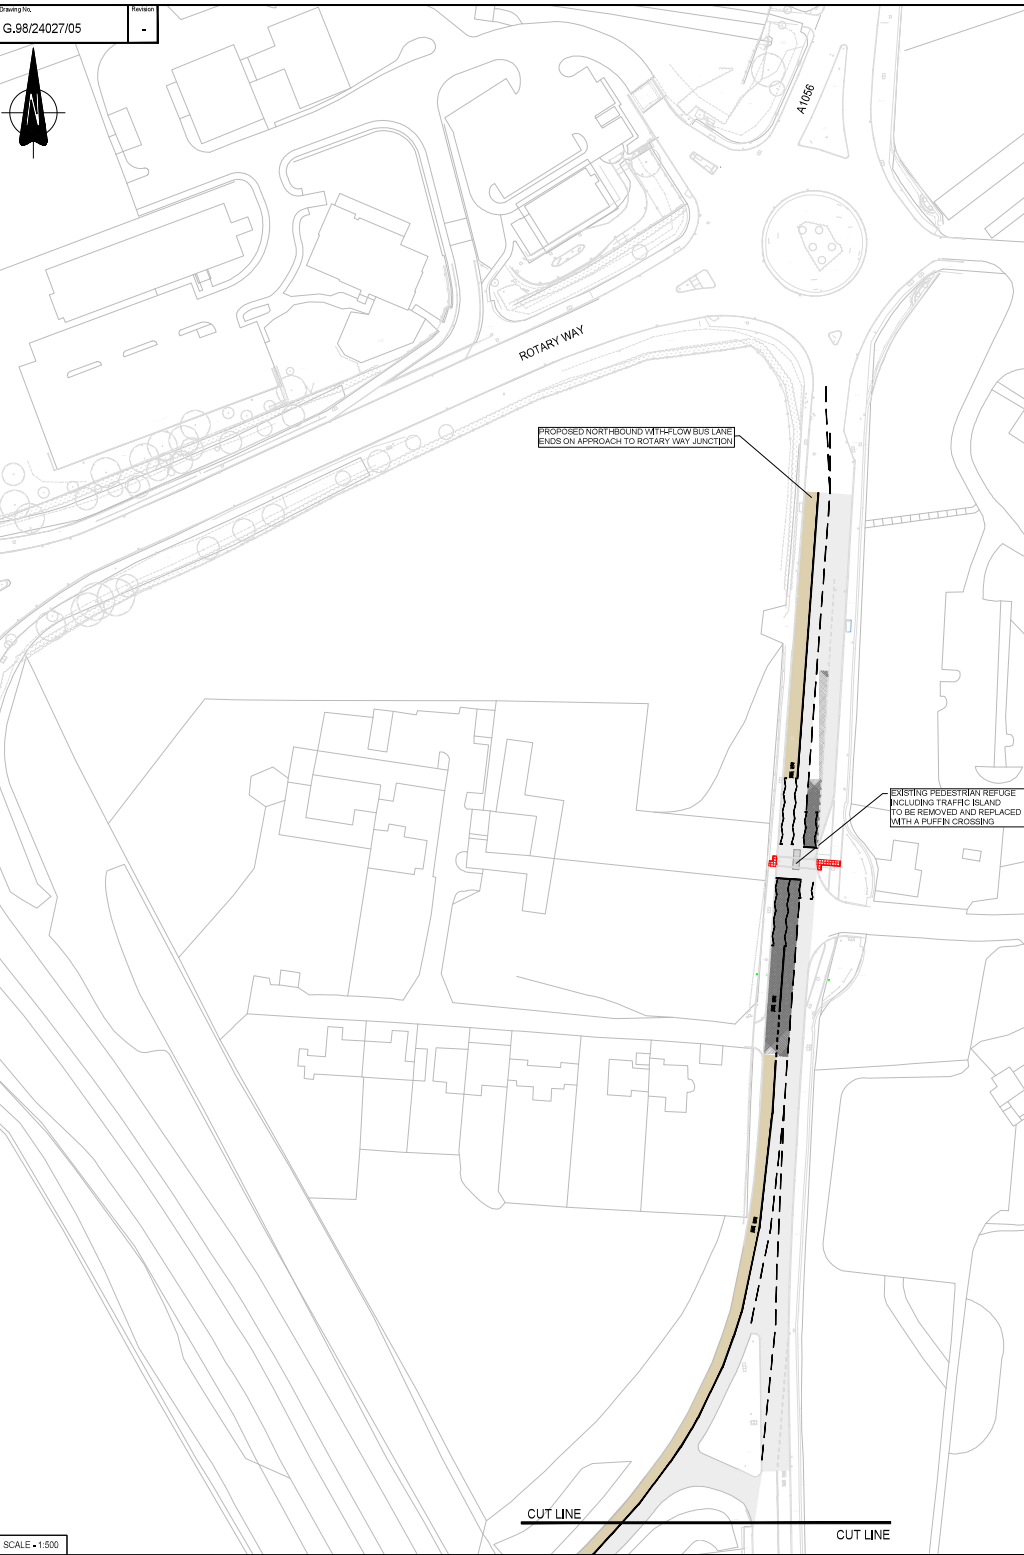 Drawing No.
Revision
G.98/24027/05
-
N
A1056
ROTARY WAY
PROPOSED NORTHBOUND WITH-FLOW BUS LANE
ENDS ON APPROACH TO ROTARY WAY JUNCTION
EXISTING PEDESTRIAN REFUGE
INCLUDING TRAFFIC ISLAND
TO BE REMOVED AND REPLACED
WITH A PUFFIN CROSSING
CUT LINE
CUT LINE
SCALE - 1:500